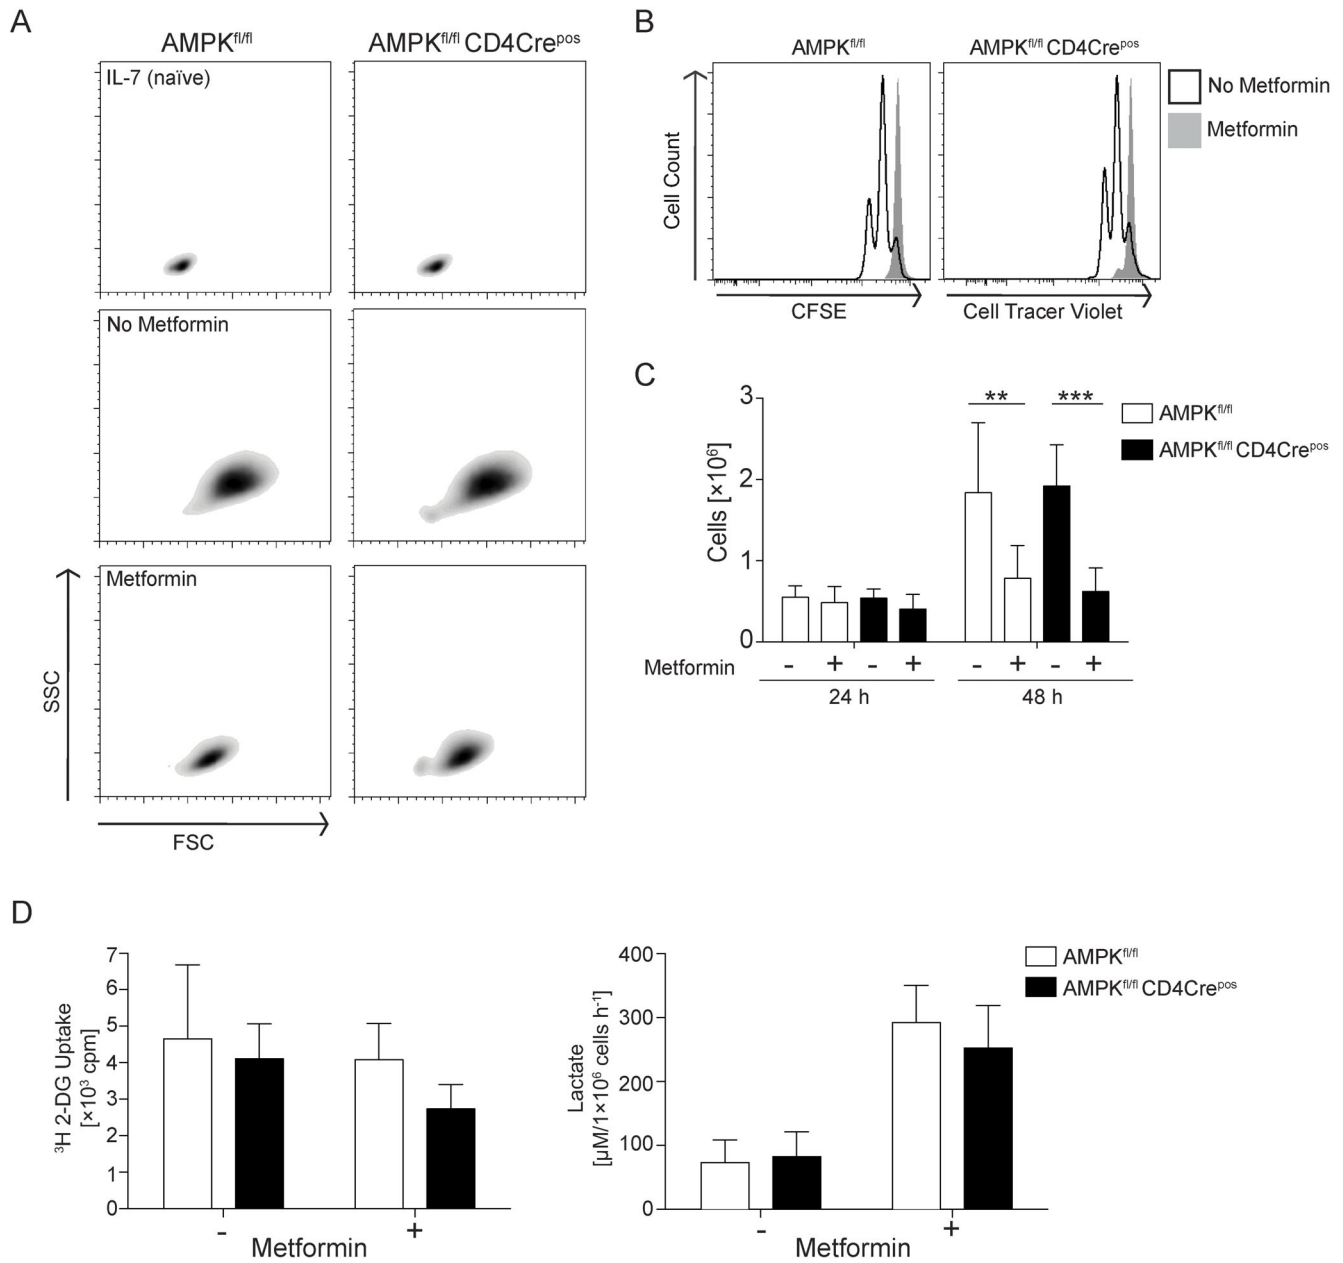 A
AMPKfl/fl
AMPKfl/fl CD4Crepos
IL-7 (naïve)
No Metformin
Metformin
SSC
FSC
B
AMPKfl/fl
AMPKfl/fl CD4Crepos
No Metformin
Metformin
Cell Count
CFSE
Cell Tracer Violet
C
3
2
1
0
Cells [×10⁶]
**
***
AMPKfl/fl
AMPKfl/fl CD4Crepos
Metformin - + - + - + - +
24 h 48 h
D
7
6
5
4
3
2
1
0
³H 2-DG Uptake
[×10³ cpm]
- +
Metformin
400
300
200
100
0
Lactate
[µM/1×10⁶ cells h⁻¹]
- +
Metformin
AMPKfl/fl
AMPKfl/fl CD4Crepos